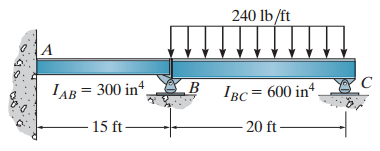 240 lb/ft
A
I_AB = 300 in⁴
B
I_BC = 600 in⁴
C
15 ft
20 ft